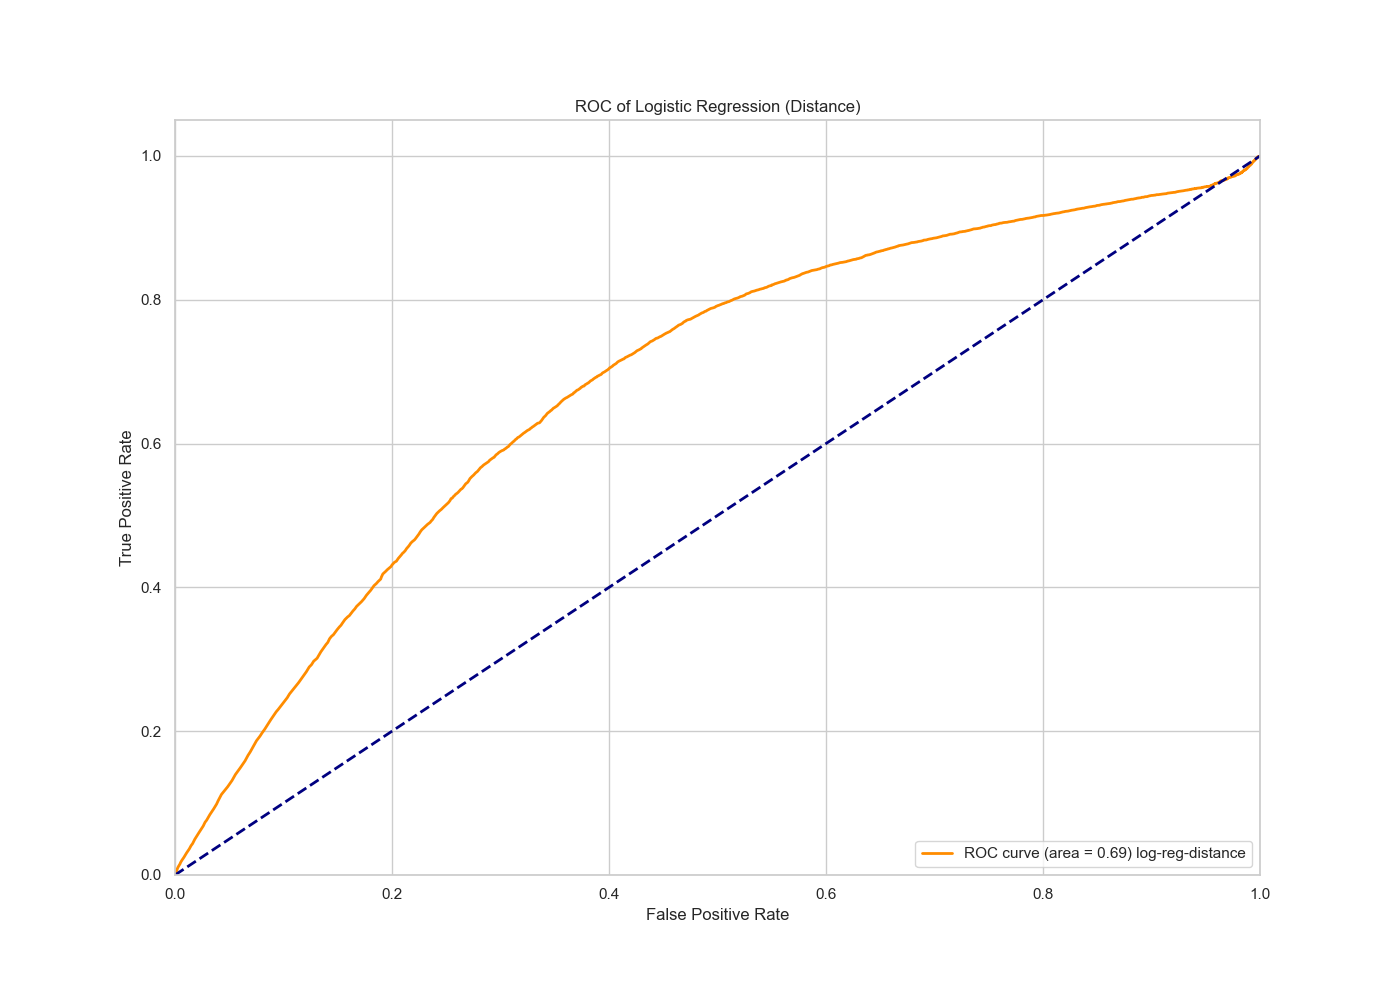 ROC of Logistic Regression (Distance)
1.0
0.8
0.6
0.4
0.2
0.0
True Positive Rate
0.0 0.2 0.4 0.6 0.8 1.0
False Positive Rate
ROC curve (area = 0.69) log-reg-distance